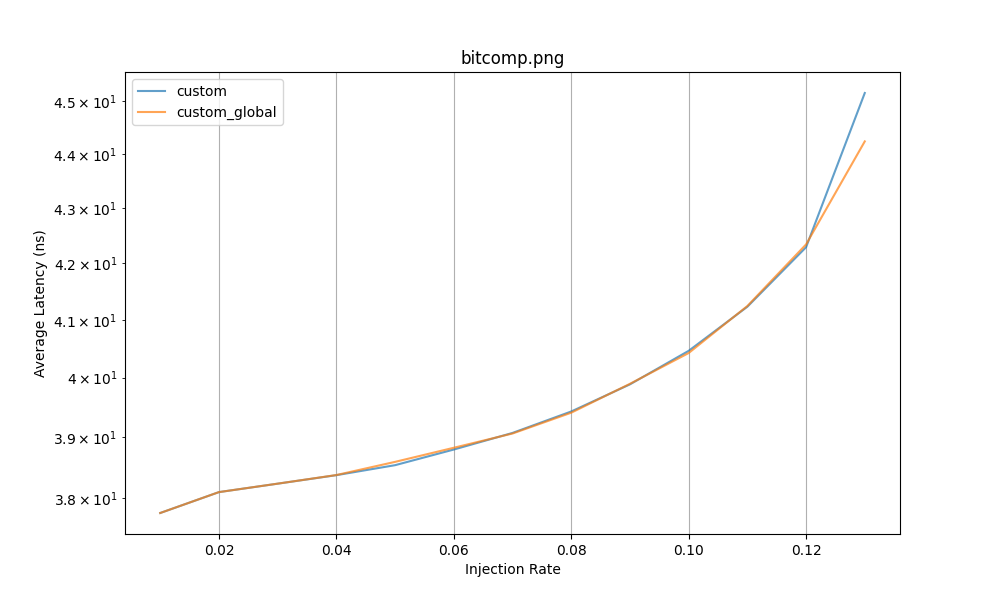 bitcomp.png
custom
custom_global
4.5 × 10¹
4.4 × 10¹
4.3 × 10¹
4.2 × 10¹
4.1 × 10¹
4 × 10¹
3.9 × 10¹
3.8 × 10¹
Average Latency (ns)
0.02 0.04 0.06 0.08 0.10 0.12
Injection Rate